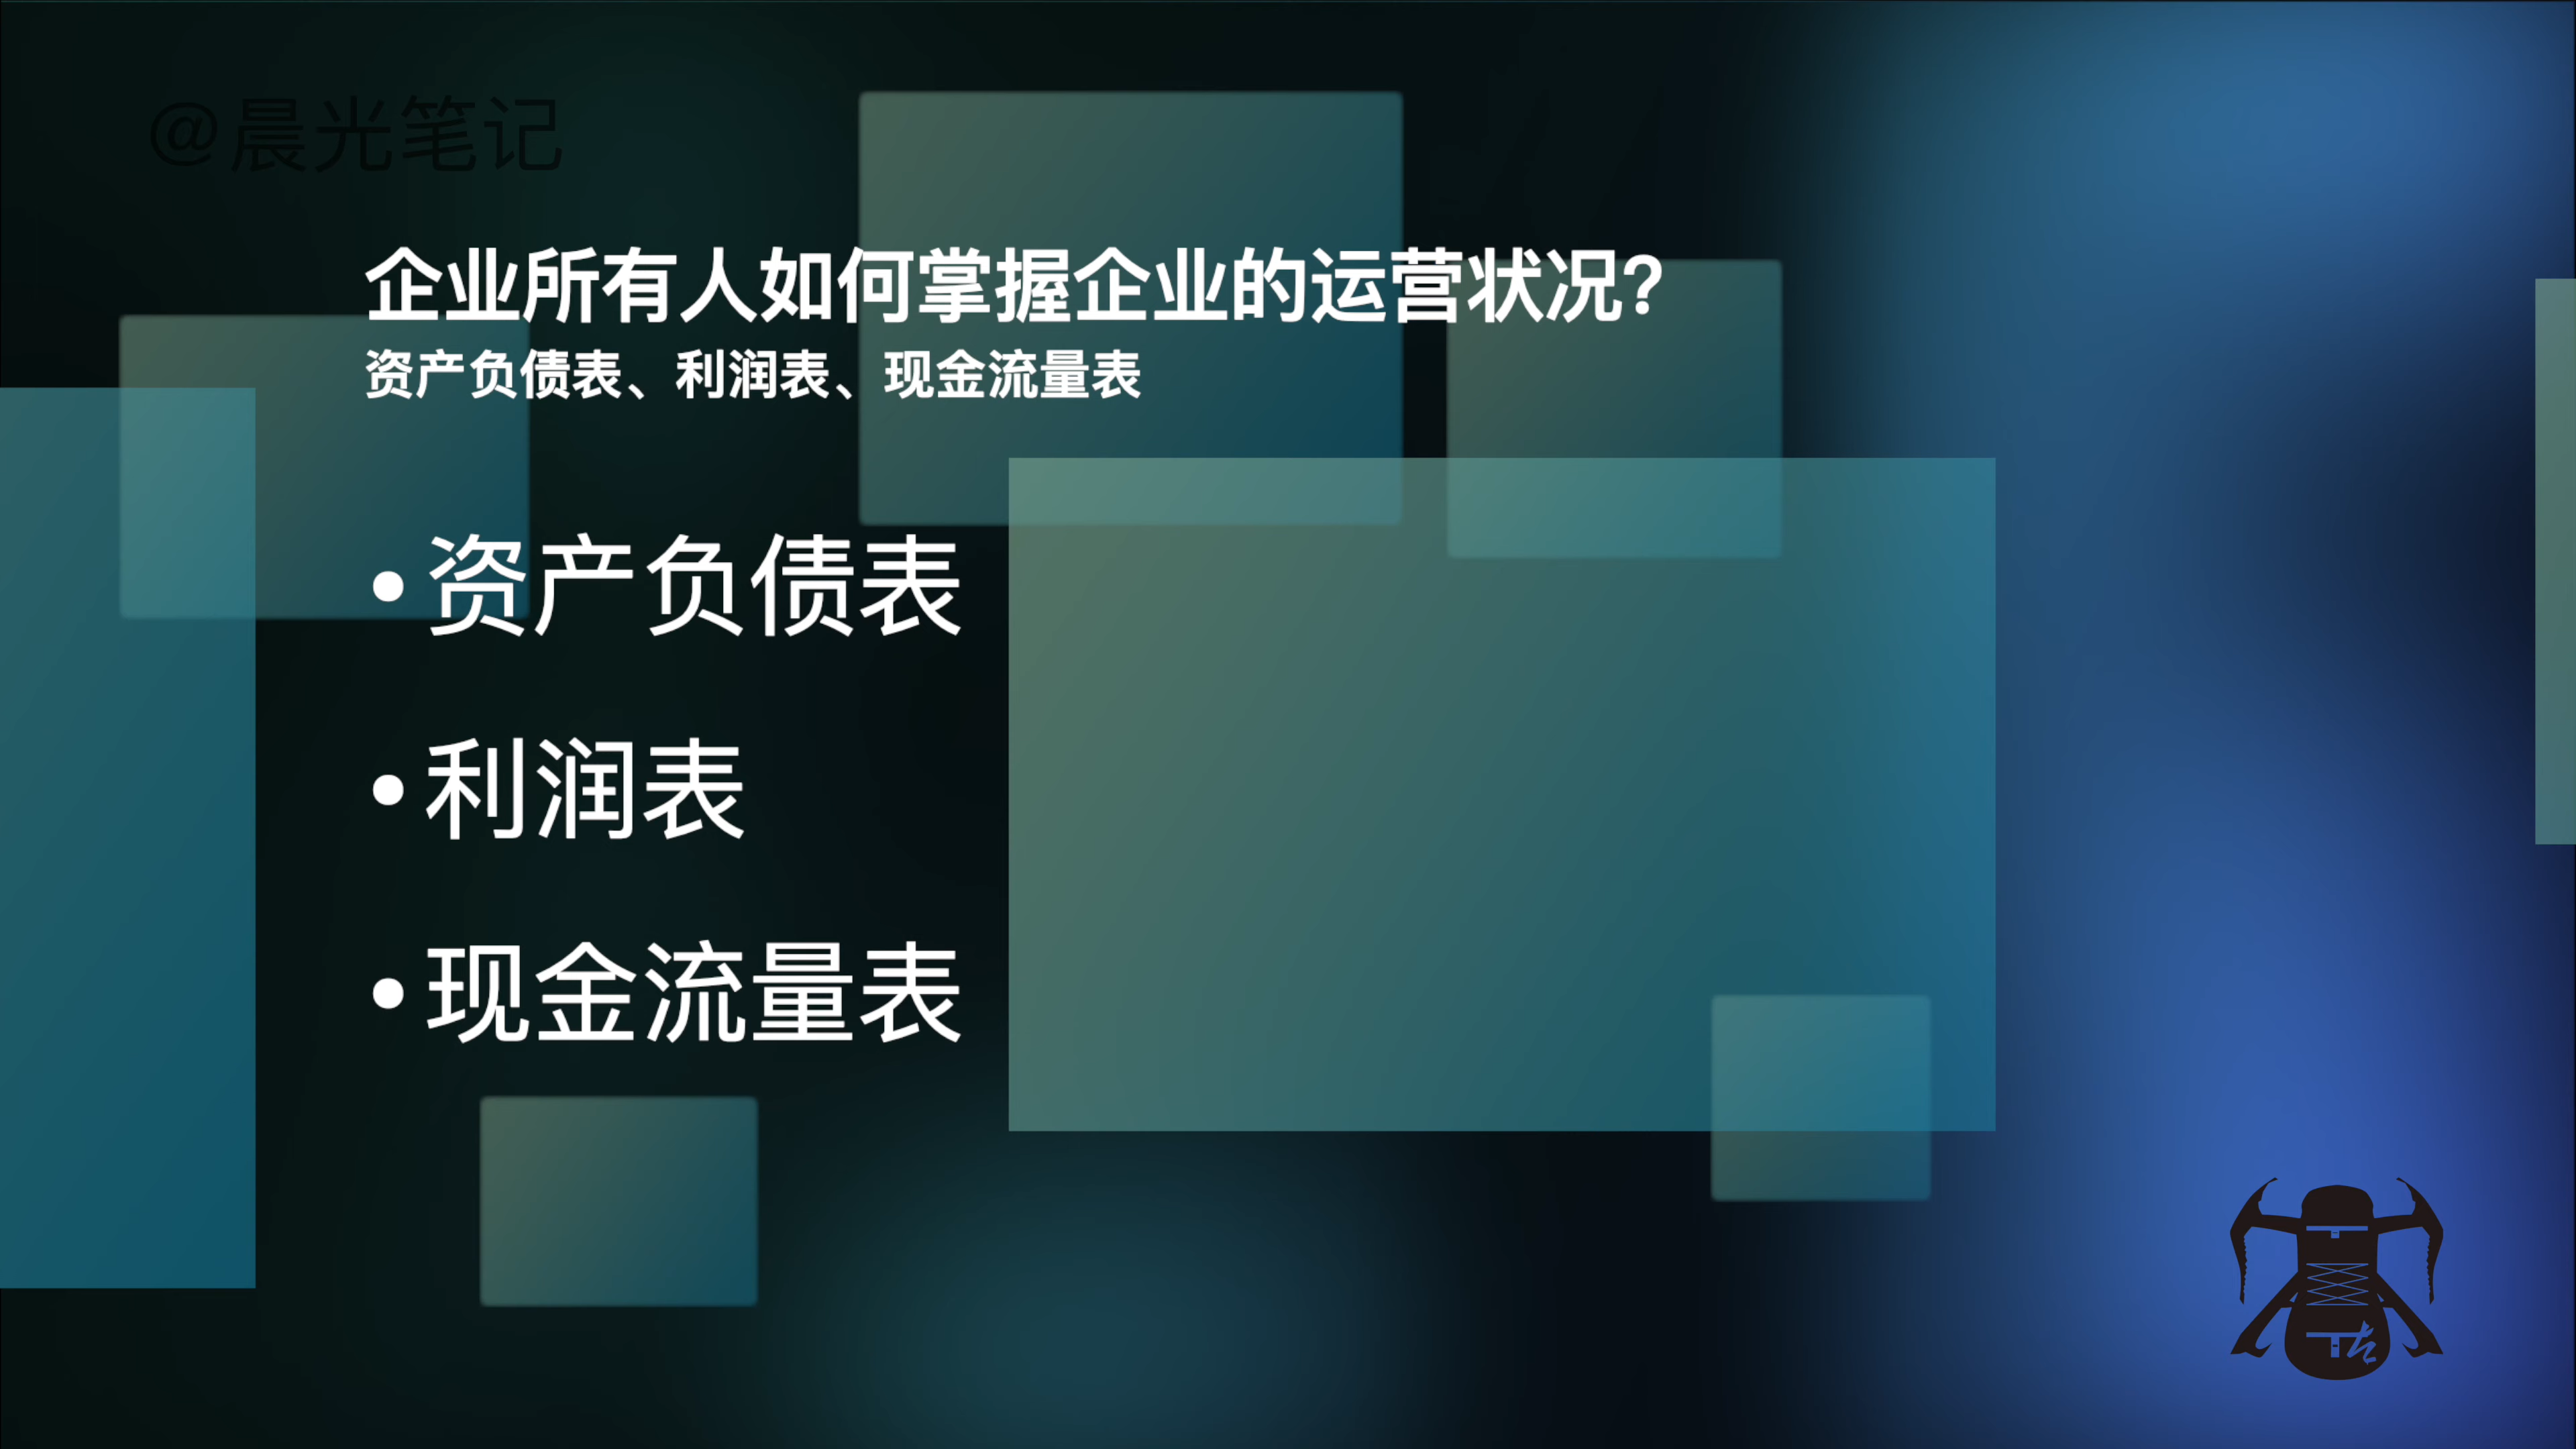 @晨光笔记
企业所有人如何掌握企业的运营状况?
资产负债表、利润表、现金流量表
•资产负债表
•利润表
•现金流量表